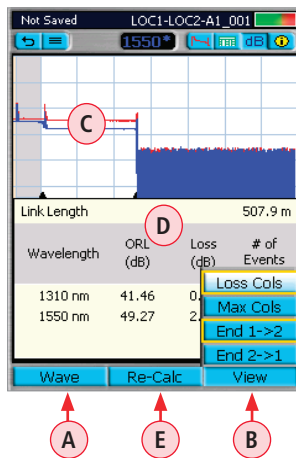 Not Saved LOC1-LOC2-A1_001
1550* dB i
C
Link Length 507.9 m
D
Wavelength ORL (dB) Loss (dB) # of Events
1310 nm 41.46 0.
1550 nm 49.27 2.
Loss Cols
Max Cols
End 1->2
End 2->1
Wave Re-Calc View
A E B